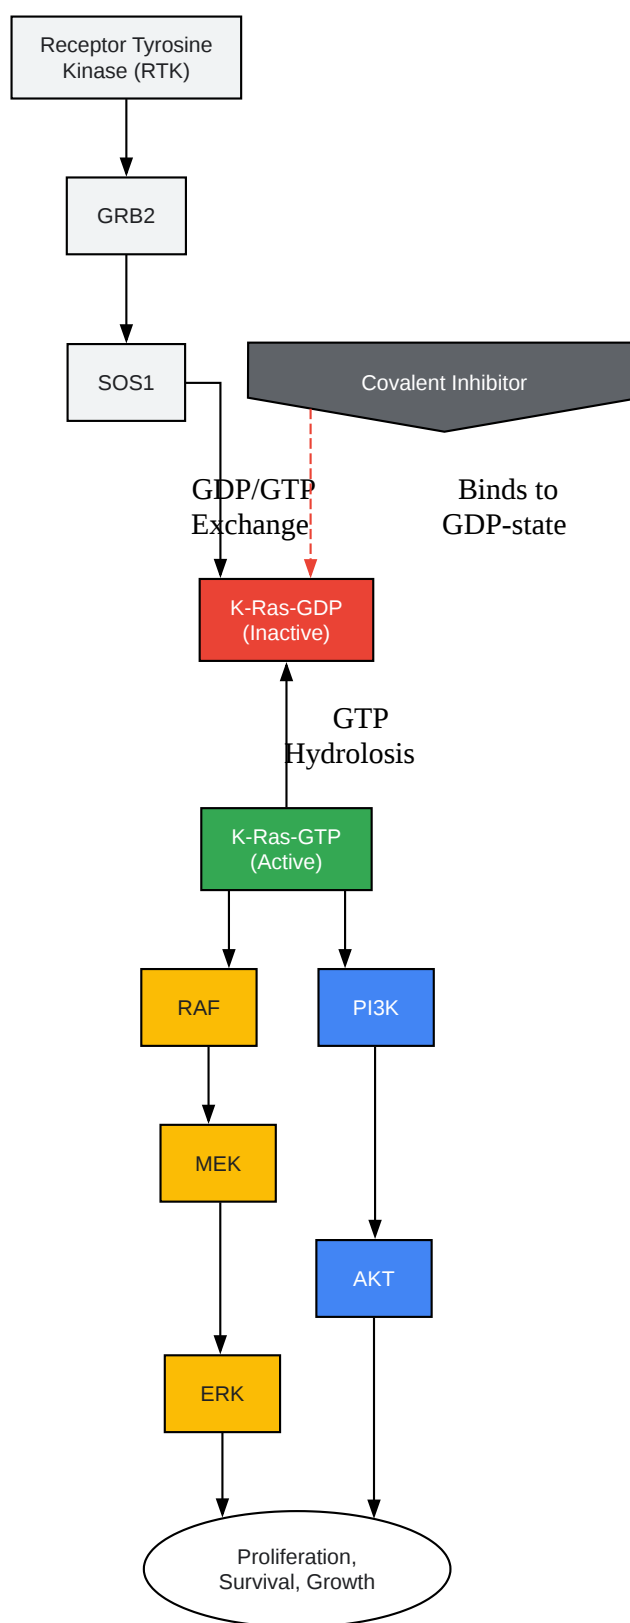 Receptor Tyrosine
Kinase (RTK)
GRB2
SOS1
Covalent Inhibitor
GDP/GTP
Exchange
Binds to
GDP-state
K-Ras-GDP
(Inactive)
GTP
Hydrolosis
K-Ras-GTP
(Active)
RAF
PI3K
MEK
AKT
ERK
Proliferation,
Survival, Growth